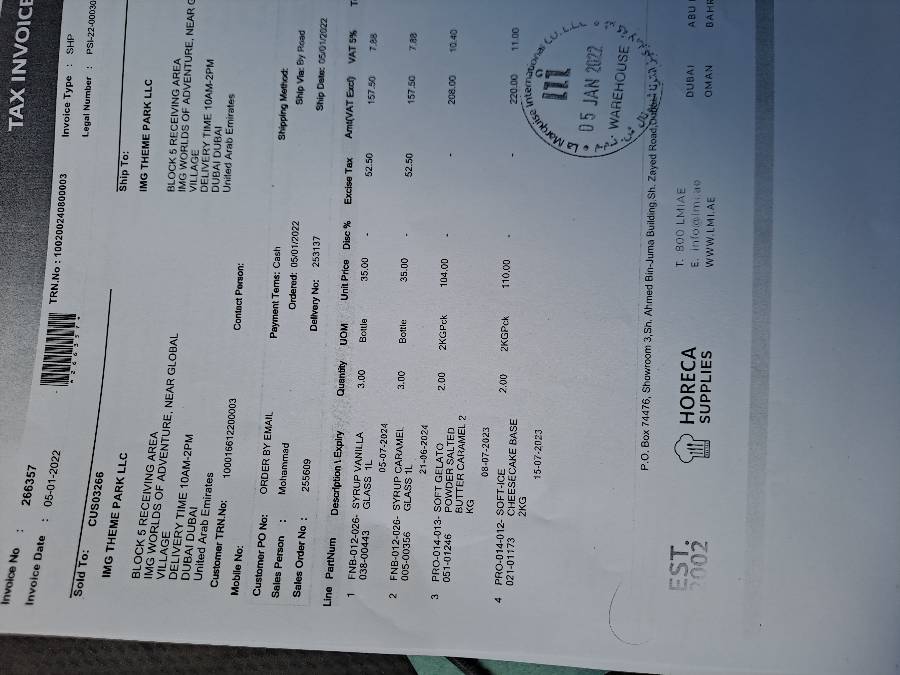 TAX INVOICE
Invoice No : 266357
Invoice Date : 05-01-2022
*266357*
TRN.No : 100200240800003
Invoice Type : SHP
Legal Number : PSI-22-00030
Sold To: CUS03266
IMG THEME PARK LLC
BLOCK 5 RECEIVING AREA
IMG WORLDS OF ADVENTURE, NEAR GLOBAL
VILLAGE
DELIVERY TIME 10AM-2PM
DUBAI DUBAI
United Arab Emirates
Customer TRN.No: 100016612200003
Mobile No:
Contact Person:
Ship To:
IMG THEME PARK LLC
BLOCK 5 RECEIVING AREA
IMG WORLDS OF ADVENTURE, NEAR G
VILLAGE
DELIVERY TIME 10AM-2PM
DUBAI DUBAI
United Arab Emirates
Customer PO No: ORDER BY EMAIL
Sales Person : Mohammad
Sales Order No : 255609
Payment Terms: Cash
Ordered: 05/01/2022
Delivery No: 253137
Shipping Method:
Ship Via: By Road
Ship Date: 05/01/2022
Line PartNum Description \ Expiry Quantity UOM Unit Price Disc % Excise Tax Amt(VAT Excl) VAT 5%
1 FNB-012-026- SYRUP VANILLA 3.00 Bottle 35.00 - 52.50 157.50 7.88
038-00443 GLASS 1L
05-07-2024
2 FNB-012-026- SYRUP CARAMEL 3.00 Bottle 35.00 - 52.50 157.50 7.88
005-00356 GLASS 1L
21-06-2024
3 PRO-014-013- SOFT GELATO 2.00 2KGPck 104.00 - - 208.00 10.40
051-01246 POWDER SALTED
BUTTER CARAMEL 2
KG
08-07-2023
4 PRO-014-012- SOFT-ICE 2.00 2KGPck 110.00 - - 220.00 11.00
021-01173 CHEESECAKE BASE
2KG
15-07-2023
La Marquise International Co. L.L.C
05 JAN 2022
WAREHOUSE
P.O. Box 74476, Showroom 3,Sh. Ahmed Bin-Juma Building,Sh. Zayed Road,Dubai
EST.
2002
HORECA
SUPPLIES
T. 800 LMIAE
E. info@lmi.ae
WWW.LMI.AE
DUBAI
OMAN
ABU
BAHR